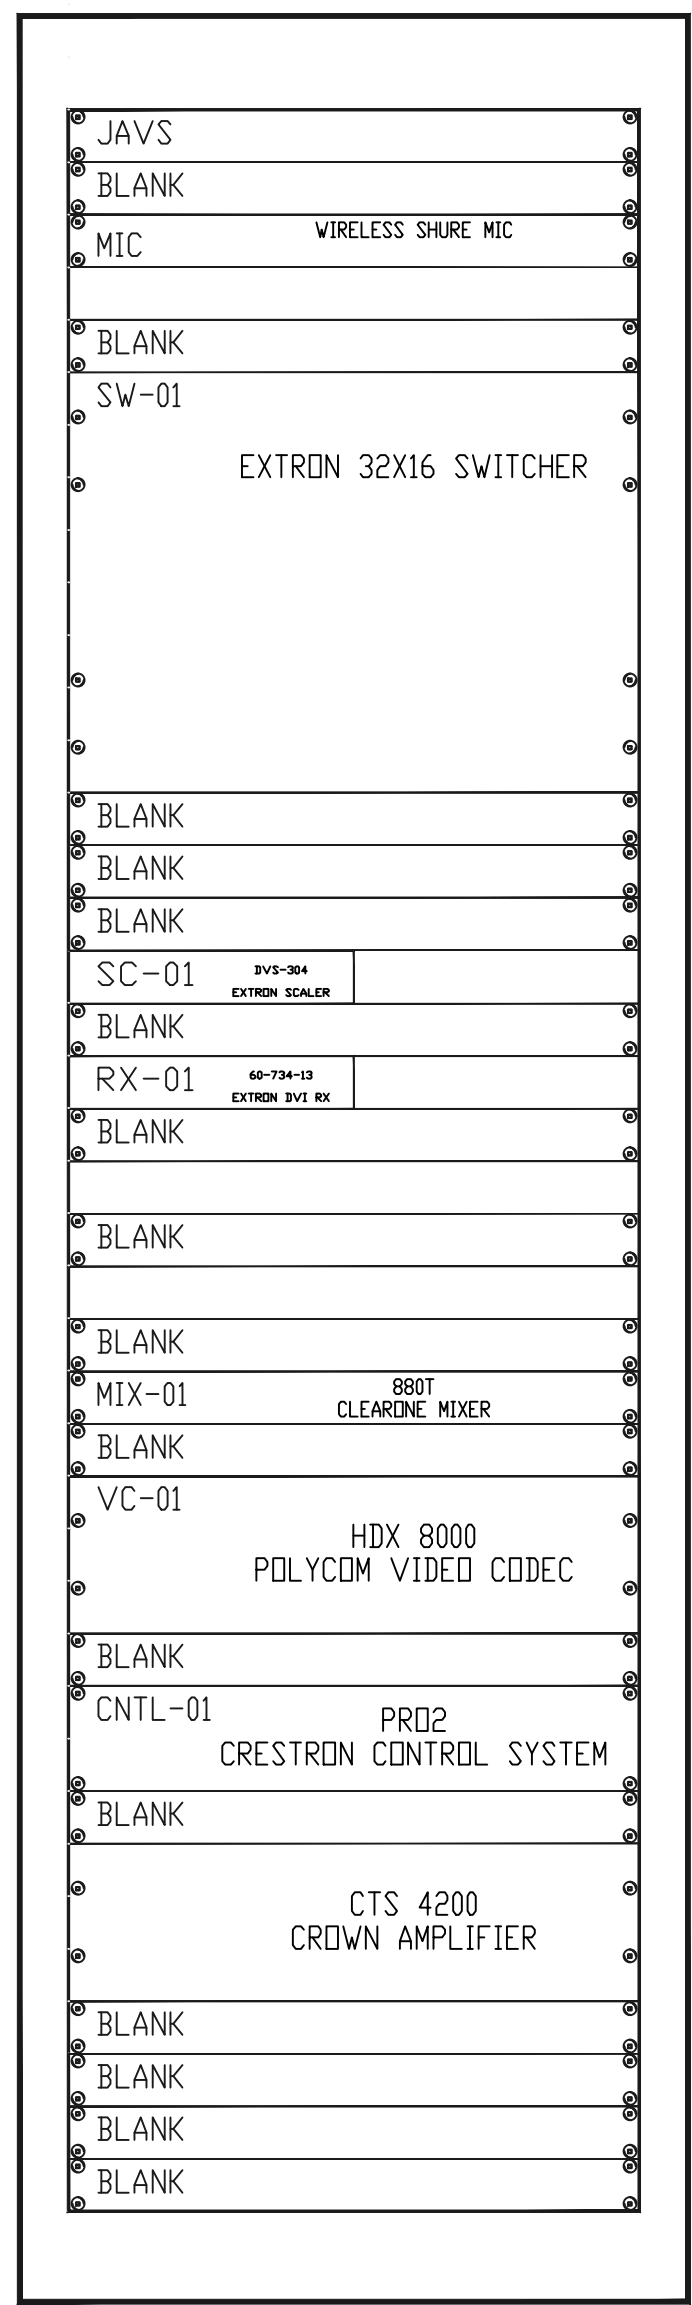 JAVS
BLANK
WIRELESS SHURE MIC
MIC
BLANK
SW-01
EXTRON 32X16 SWITCHER
BLANK
BLANK
BLANK
SC-01
DVS-304
EXTRON SCALER
BLANK
RX-01
60-734-13
EXTRON DVI RX
BLANK
BLANK
BLANK
MIX-01
880T
CLEARONE MIXER
BLANK
VC-01
HDX 8000
POLYCOM VIDEO CODEC
BLANK
CNTL-01
PRO2
CRESTRON CONTROL SYSTEM
BLANK
CTS 4200
CROWN AMPLIFIER
BLANK
BLANK
BLANK
BLANK